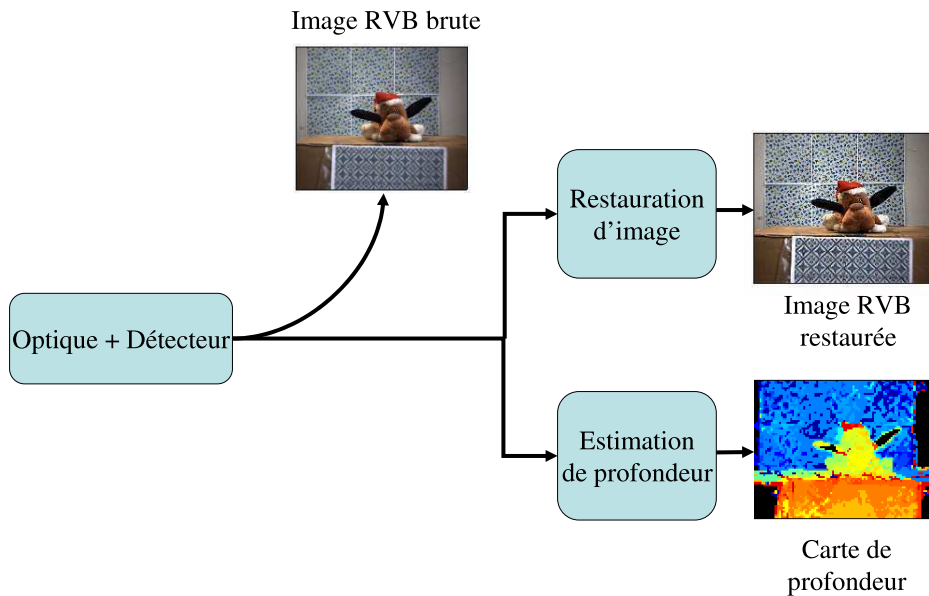 Image RVB brute
Optique + Détecteur
Restauration
d’image
Image RVB
restaurée
Estimation
de profondeur
Carte de
profondeur